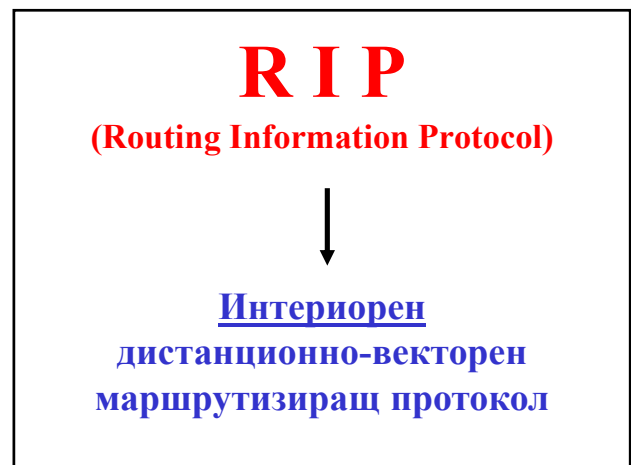 R I P
(Routing Information Protocol)
Интериорен
дистанционно-векторен
маршрутизиращ протокол